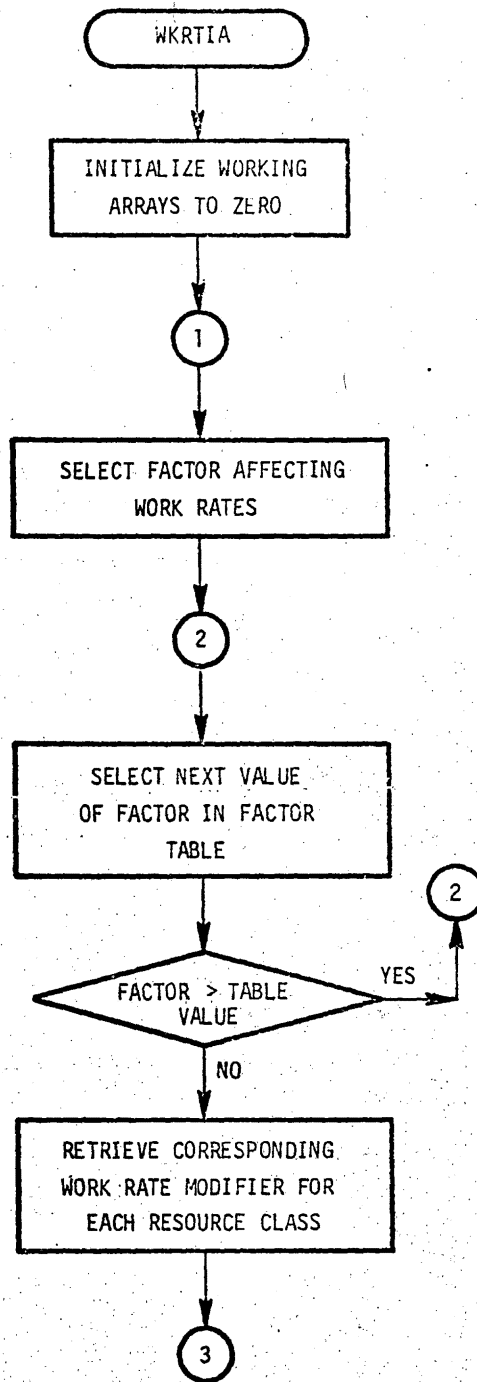 WKRTIA
INITIALIZE WORKING
ARRAYS TO ZERO
1
SELECT FACTOR AFFECTING
WORK RATES
2
SELECT NEXT VALUE
OF FACTOR IN FACTOR
TABLE
2
FACTOR > TABLE
VALUE
YES
NO
RETRIEVE CORRESPONDING
WORK RATE MODIFIER FOR
EACH RESOURCE CLASS
3